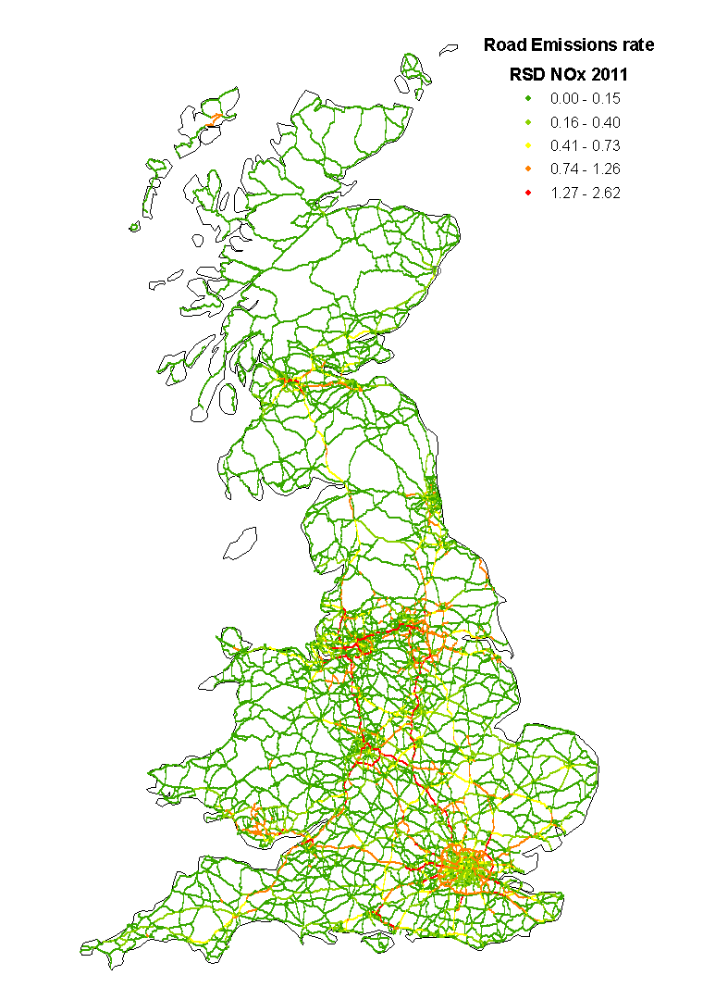 Road Emissions rate
RSD NOx 2011
0.00 - 0.15
0.16 - 0.40
0.41 - 0.73
0.74 - 1.26
1.27 - 2.62